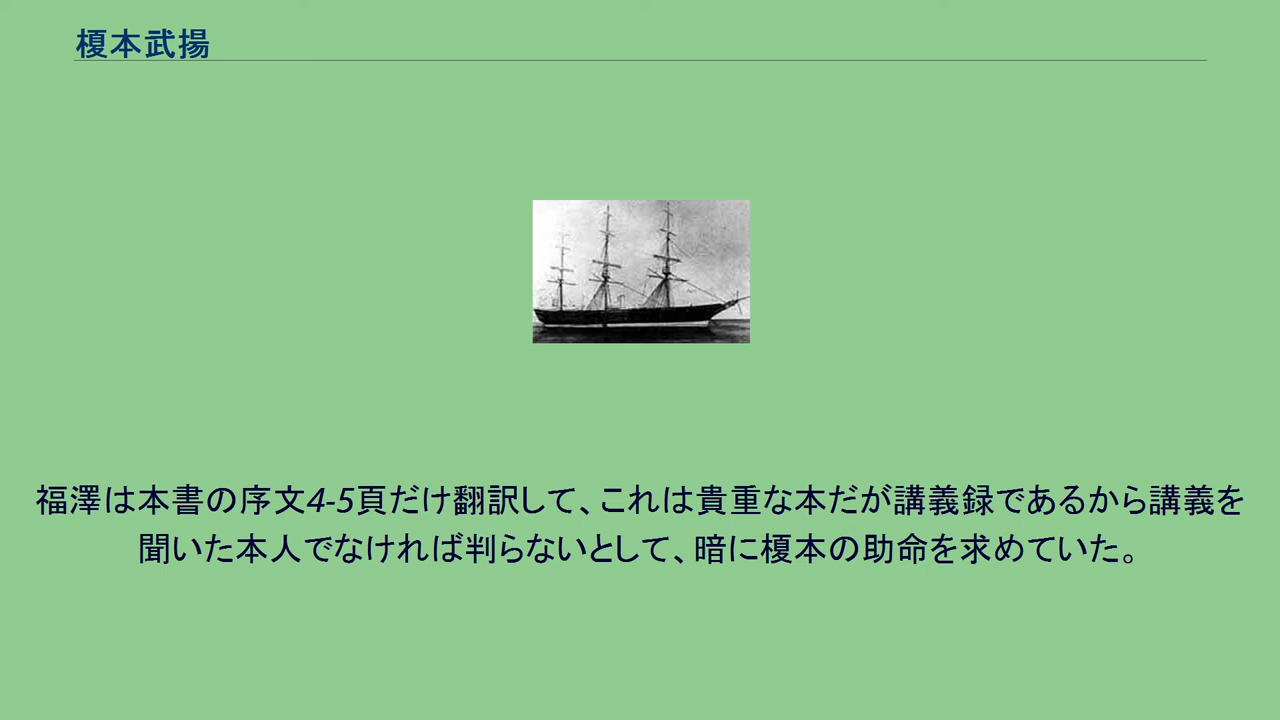 榎本武揚
福澤は本書の序文4-5頁だけ翻訳して、これは貴重な本だが講義録であるから講義を
聞いた本人でなければ判らないとして、暗に榎本の助命を求めていた。